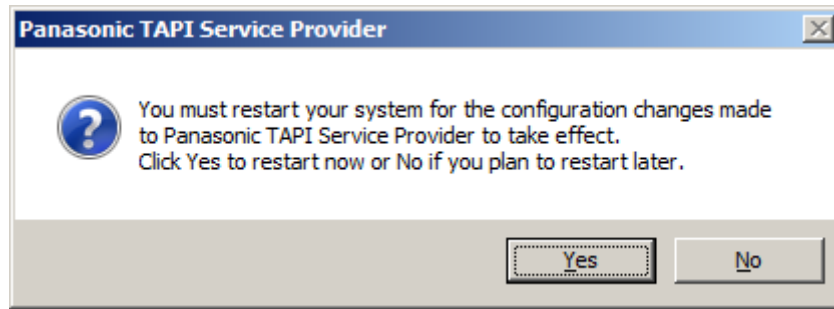 Panasonic TAPI Service Provider
You must restart your system for the configuration changes made
to Panasonic TAPI Service Provider to take effect.
Click Yes to restart now or No if you plan to restart later.
Yes
No